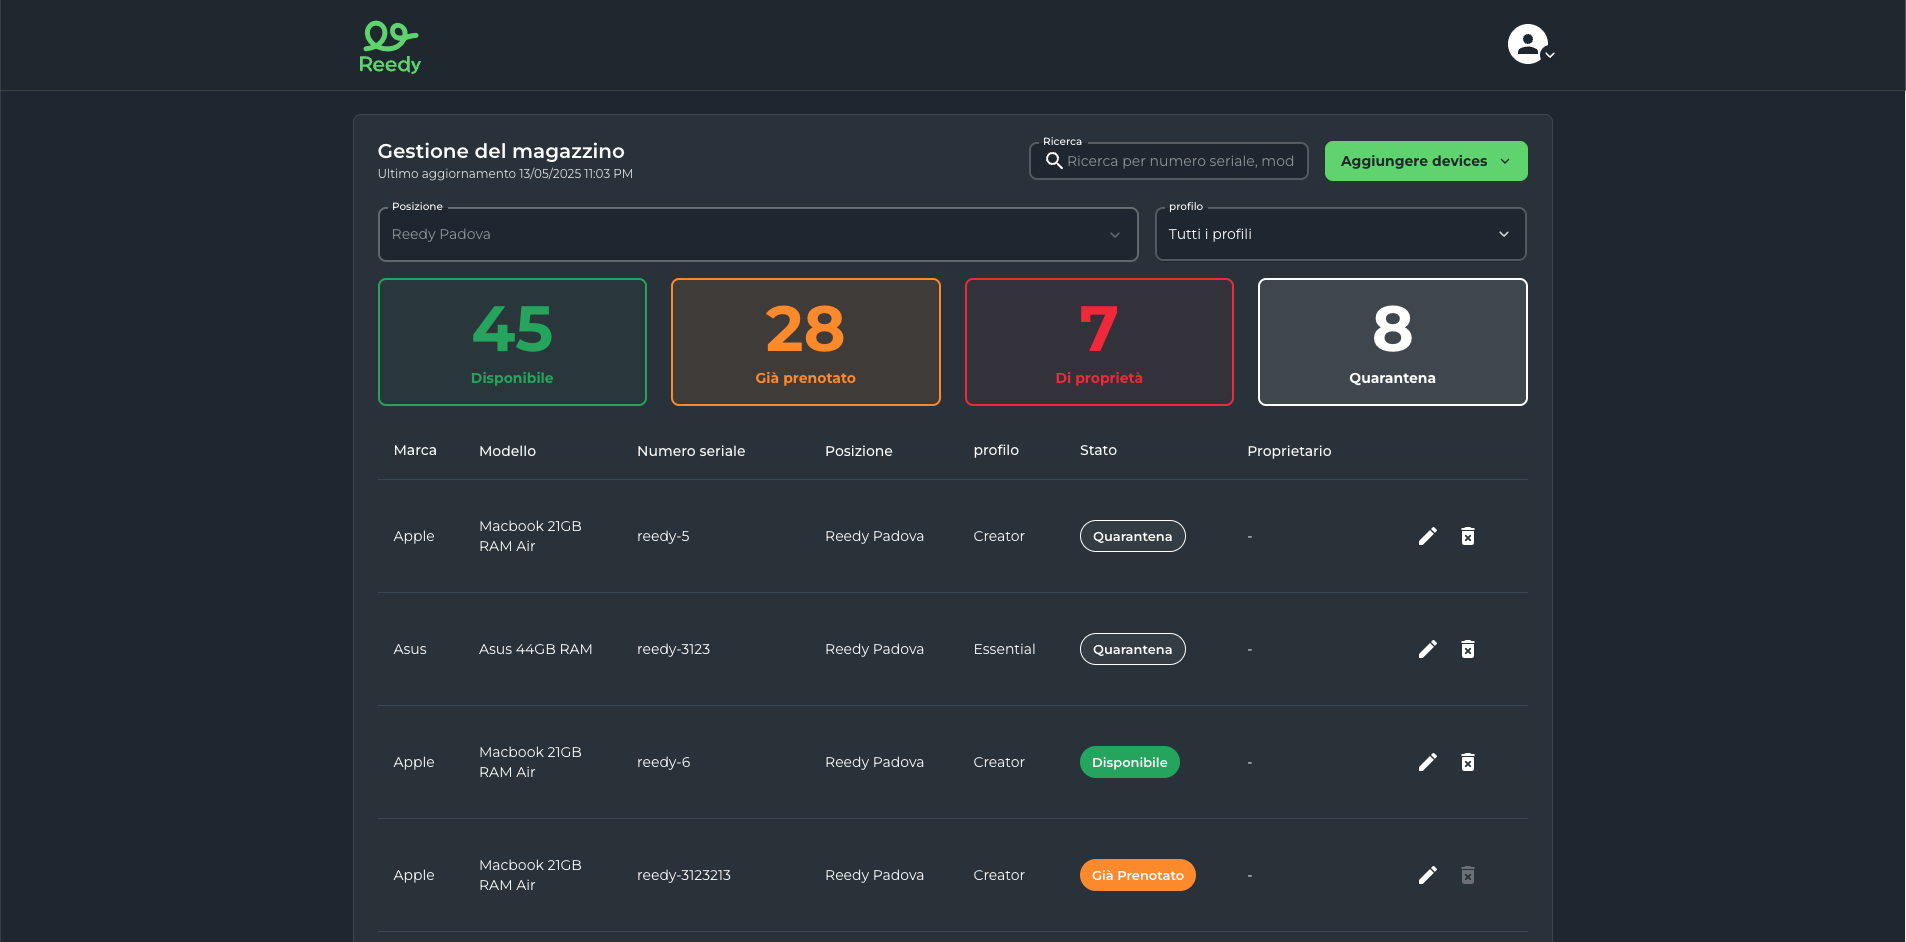 Reedy
Gestione del magazzino
Ultimo aggiornamento 13/05/2025 11:03 PM
Ricerca
Ricerca per numero seriale, mod
Aggiungere devices
Posizione
Reedy Padova
profilo
Tutti i profili
45
Disponibile
28
Già prenotato
7
Di proprietà
8
Quarantena
Marca Modello Numero seriale Posizione profilo Stato Proprietario
Apple Macbook 21GB reedy-5 Reedy Padova Creator Quarantena -
RAM Air
Asus Asus 44GB RAM reedy-3123 Reedy Padova Essential Quarantena -
Apple Macbook 21GB reedy-6 Reedy Padova Creator Disponibile -
RAM Air
Apple Macbook 21GB reedy-3123213 Reedy Padova Creator Già Prenotato -
RAM Air